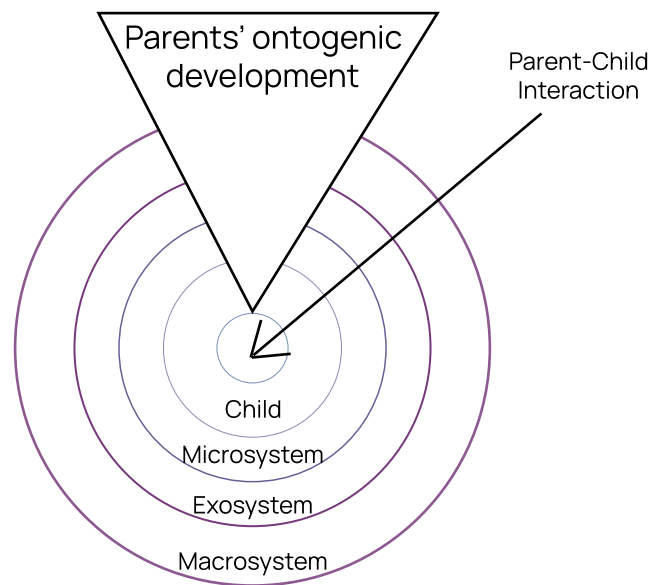 Parents’ ontogenic
development
Parent-Child
Interaction
Child
Microsystem
Exosystem
Macrosystem